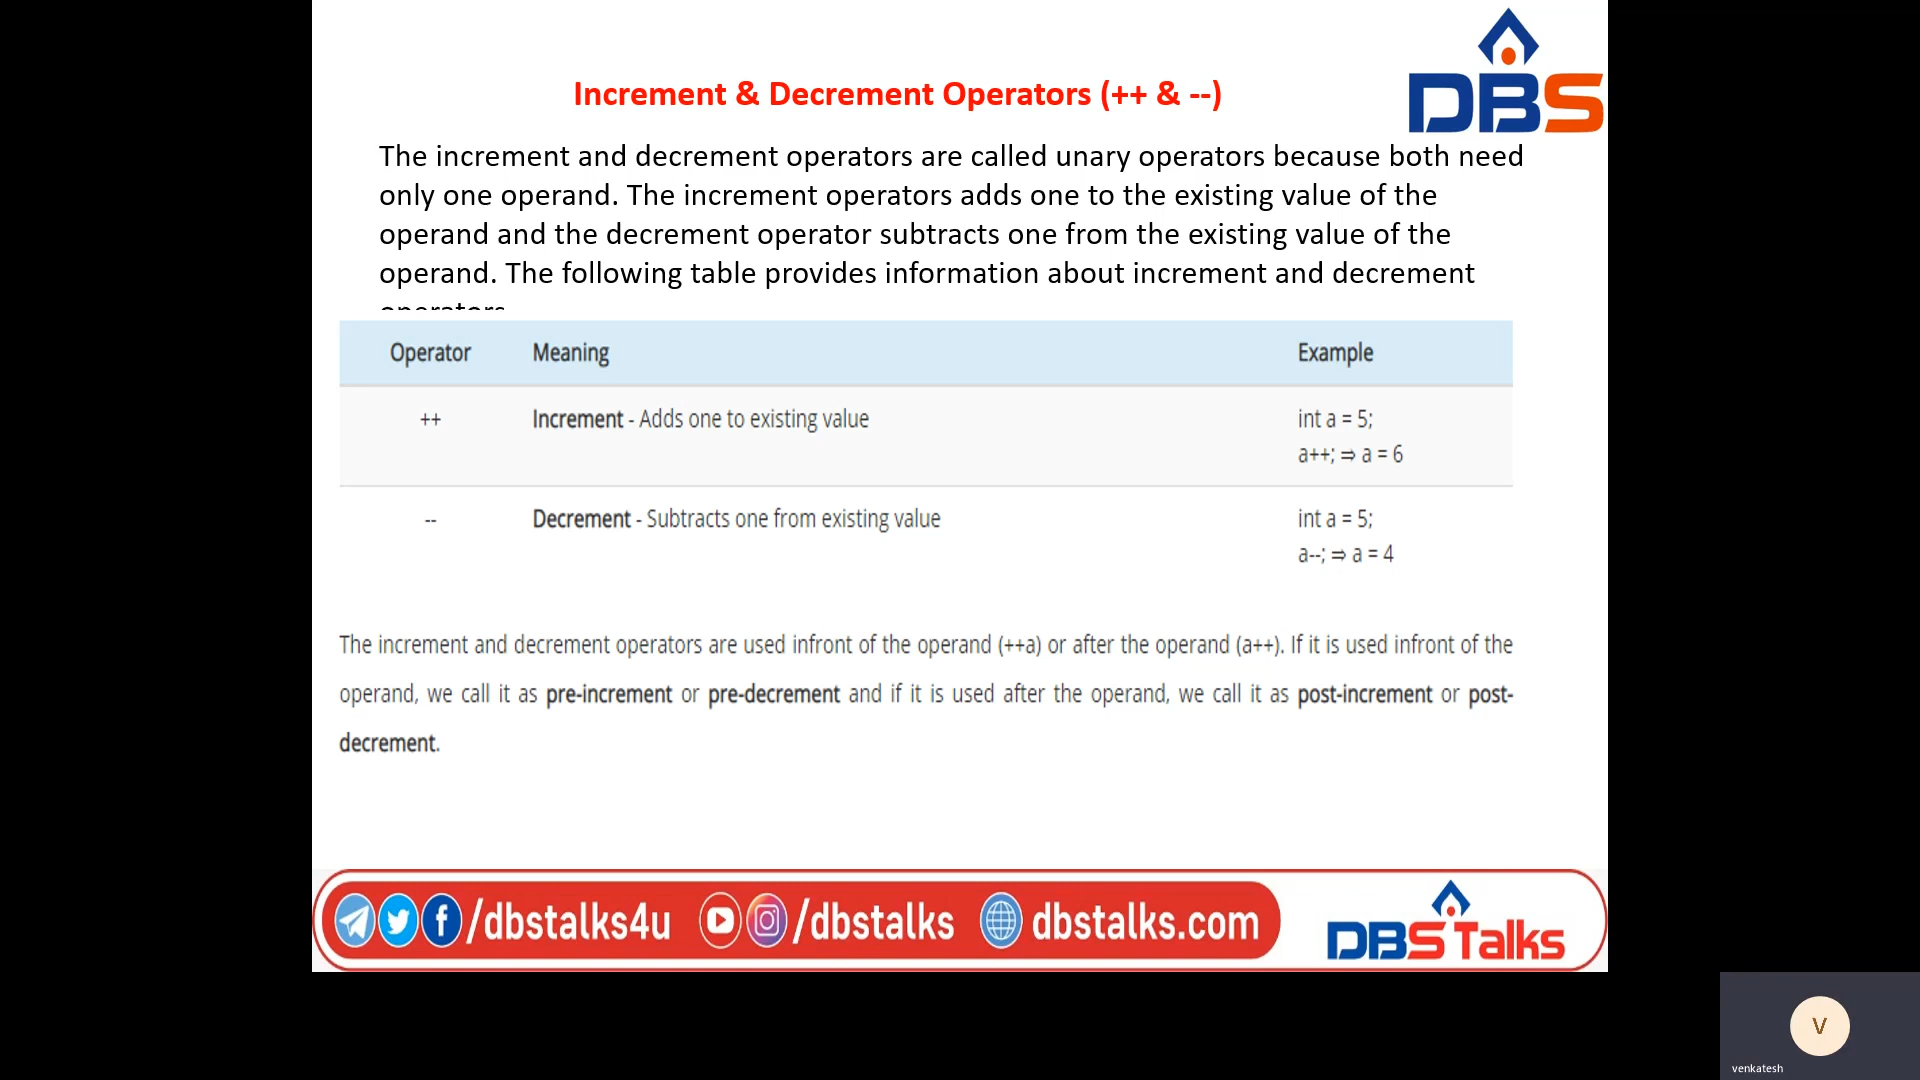 DBS
Increment & Decrement Operators (++ & --)
The increment and decrement operators are called unary operators because both need
only one operand. The increment operators adds one to the existing value of the
operand and the decrement operator subtracts one from the existing value of the
operand. The following table provides information about increment and decrement
operators.
Operator Meaning Example
++ Increment - Adds one to existing value int a = 5;
a++; ⇒ a = 6
-- Decrement - Subtracts one from existing value int a = 5;
a--; ⇒ a = 4
The increment and decrement operators are used infront of the operand (++a) or after the operand (a++). If it is used infront of the
operand, we call it as pre-increment or pre-decrement and if it is used after the operand, we call it as post-increment or post-
decrement.
/dbstalks4u /dbstalks dbstalks.com DBS Talks
V
venkatesh